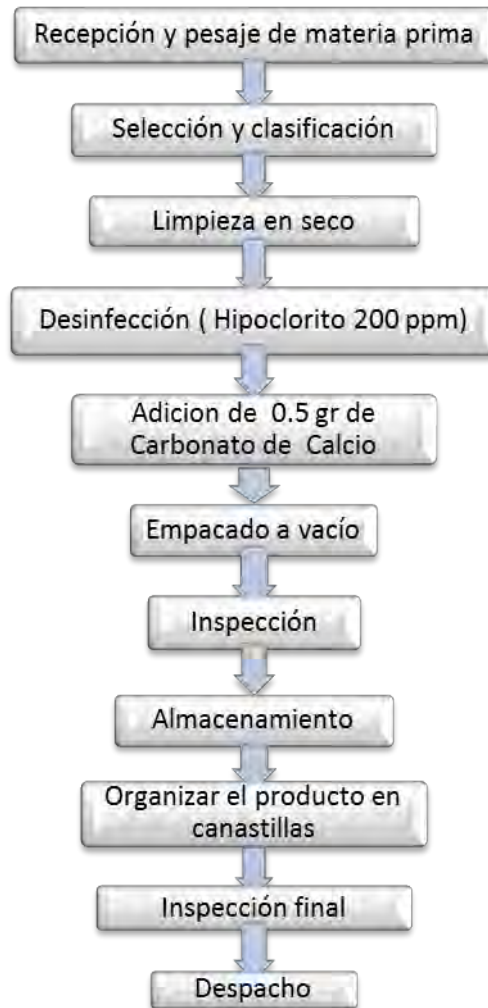 Recepción y pesaje de materia prima
Selección y clasificación
Limpieza en seco
Desinfección ( Hipoclorito 200 ppm)
Adicion de 0.5 gr de
Carbonato de Calcio
Empacado a vacío
Inspección
Almacenamiento
Organizar el producto en
canastillas
Inspección final
Despacho